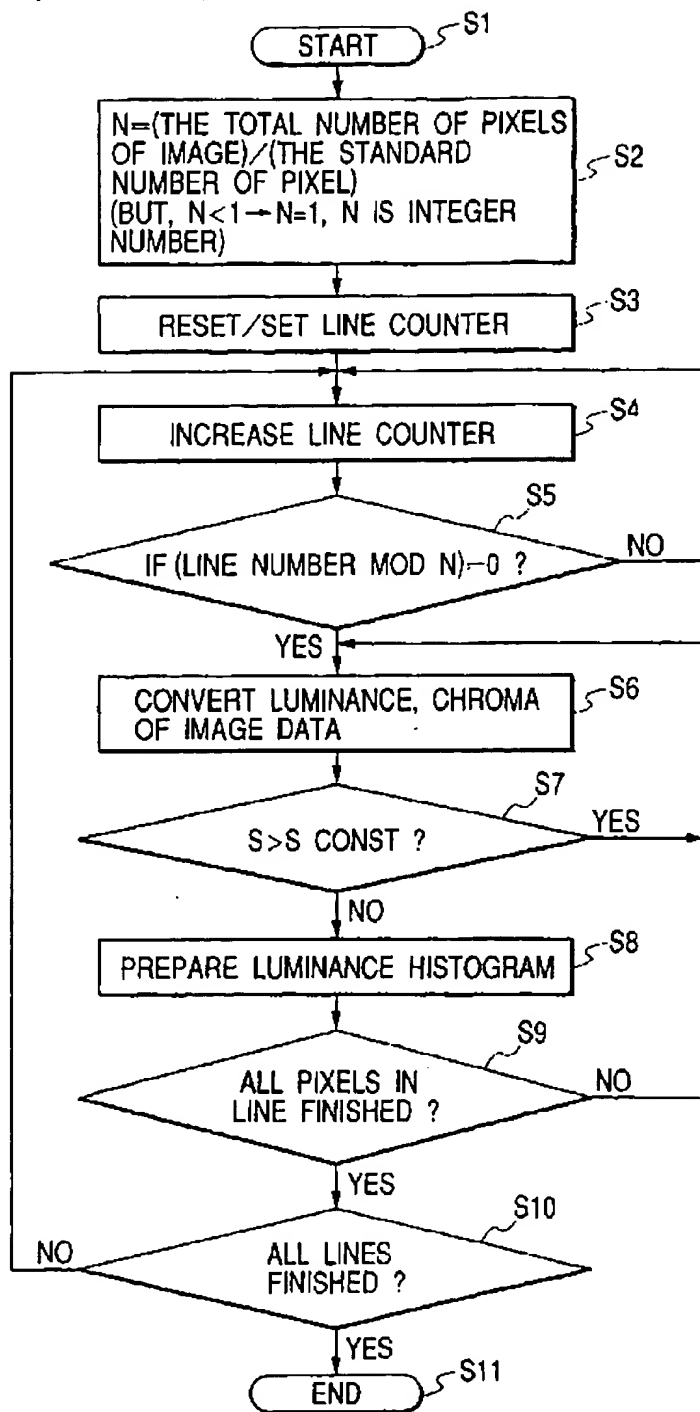 START
S1
N=(THE TOTAL NUMBER OF PIXELS
OF IMAGE)/(THE STANDARD
NUMBER OF PIXEL)
(BUT, N<1→N=1, N IS INTEGER
NUMBER)
S2
RESET/SET LINE COUNTER
S3
INCREASE LINE COUNTER
S4
IF (LINE NUMBER MOD N)-0 ?
S5
NO
YES
CONVERT LUMINANCE, CHROMA
OF IMAGE DATA
S6
S>S CONST ?
S7
YES
NO
PREPARE LUMINANCE HISTOGRAM
S8
ALL PIXELS IN
LINE FINISHED ?
S9
NO
YES
ALL LINES
FINISHED ?
S10
NO
YES
END
S11